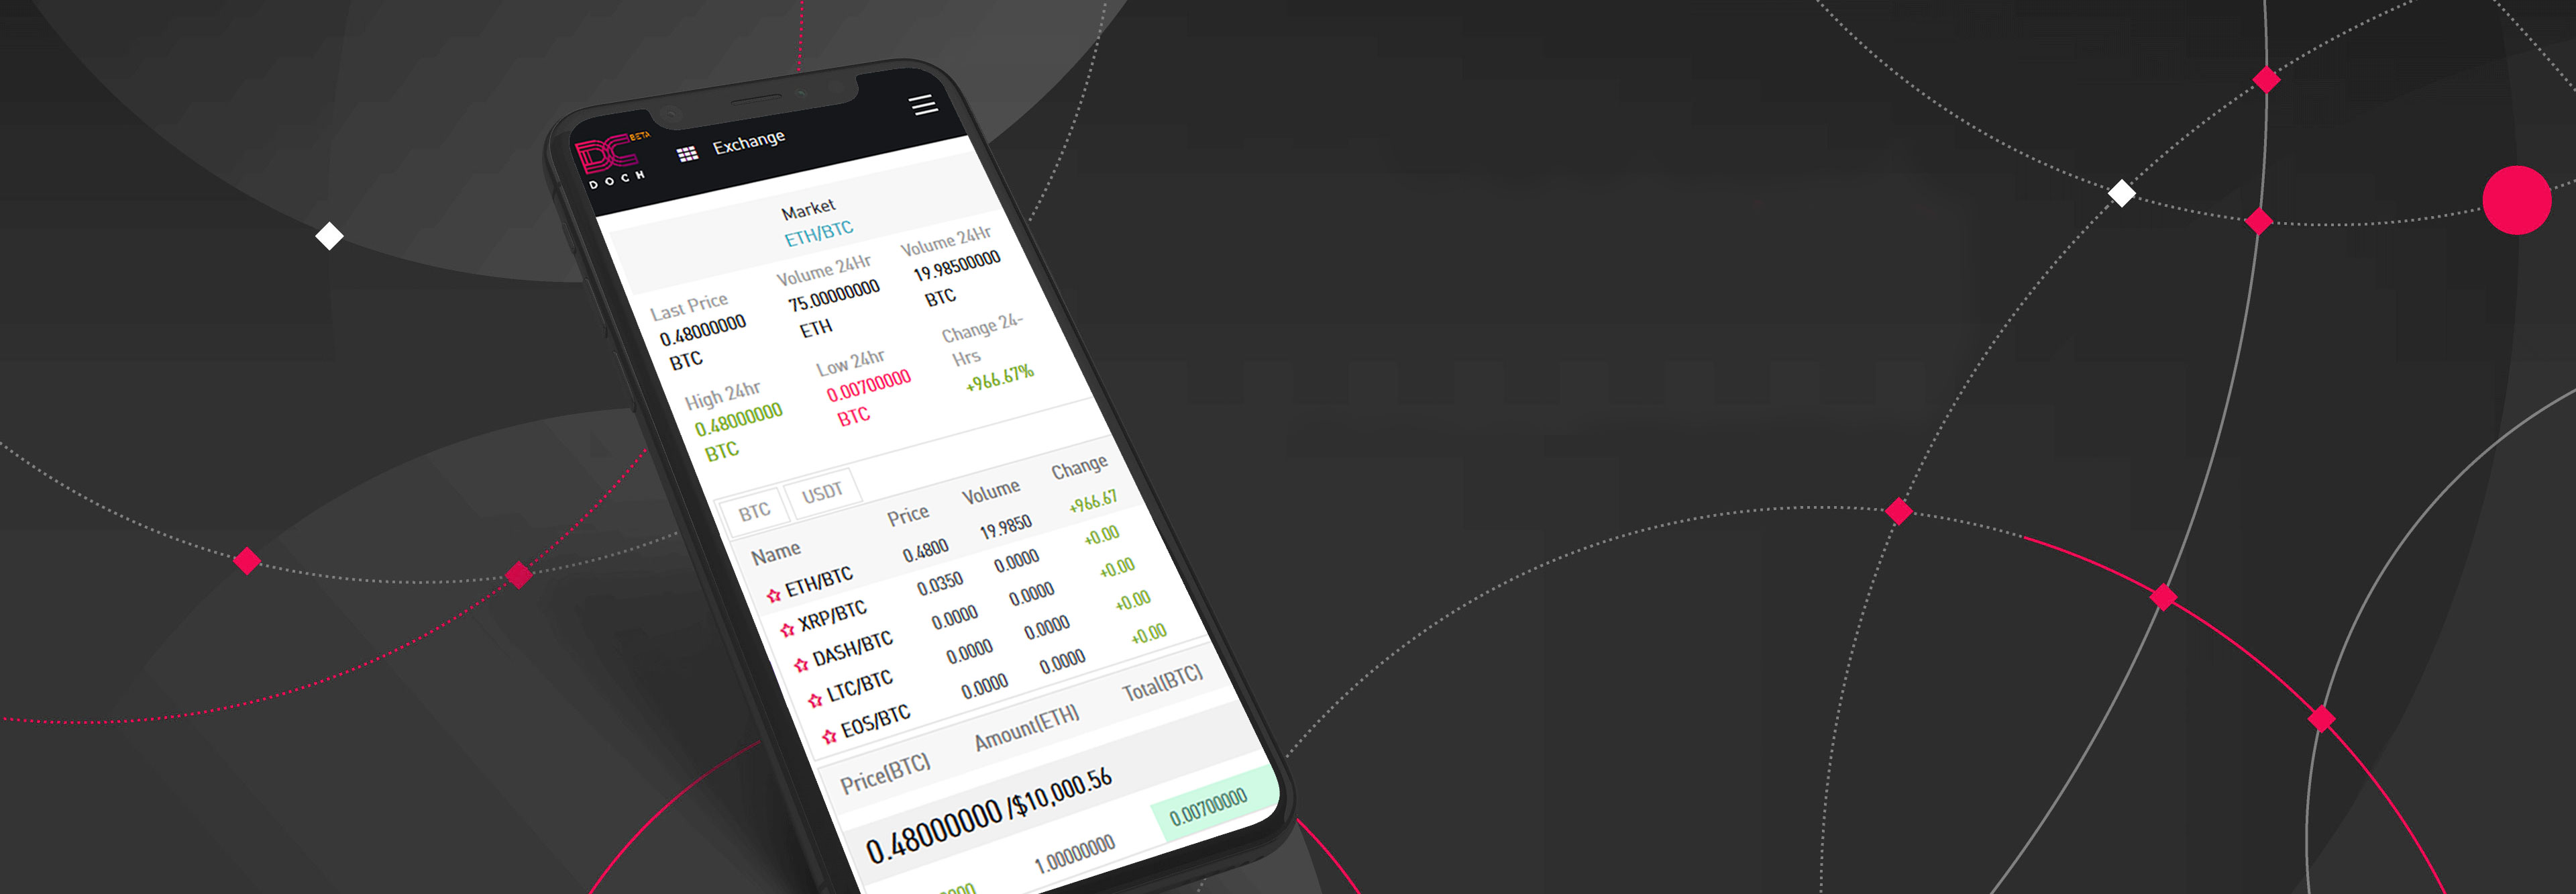 DC BETA
DOCH
Exchange
Market
ETH/BTC
Last Price
0.48000000
BTC
Volume 24Hr
75.00000000
ETH
Volume 24Hr
19.98500000
BTC
High 24hr
0.48000000
BTC
Low 24hr
0.00700000
BTC
Change 24-
Hrs
+966.67%
BTC USDT
Name Price Volume Change
ETH/BTC 0.4800 19.9850 +966.67
XRP/BTC 0.0350 0.0000 +0.00
DASH/BTC 0.0000 0.0000 +0.00
LTC/BTC 0.0000 0.0000 +0.00
EOS/BTC 0.0000 0.0000 +0.00
Price(BTC) Amount(ETH) Total(BTC)
0.48000000 /$10,000.56
1.00000000 0.00700000